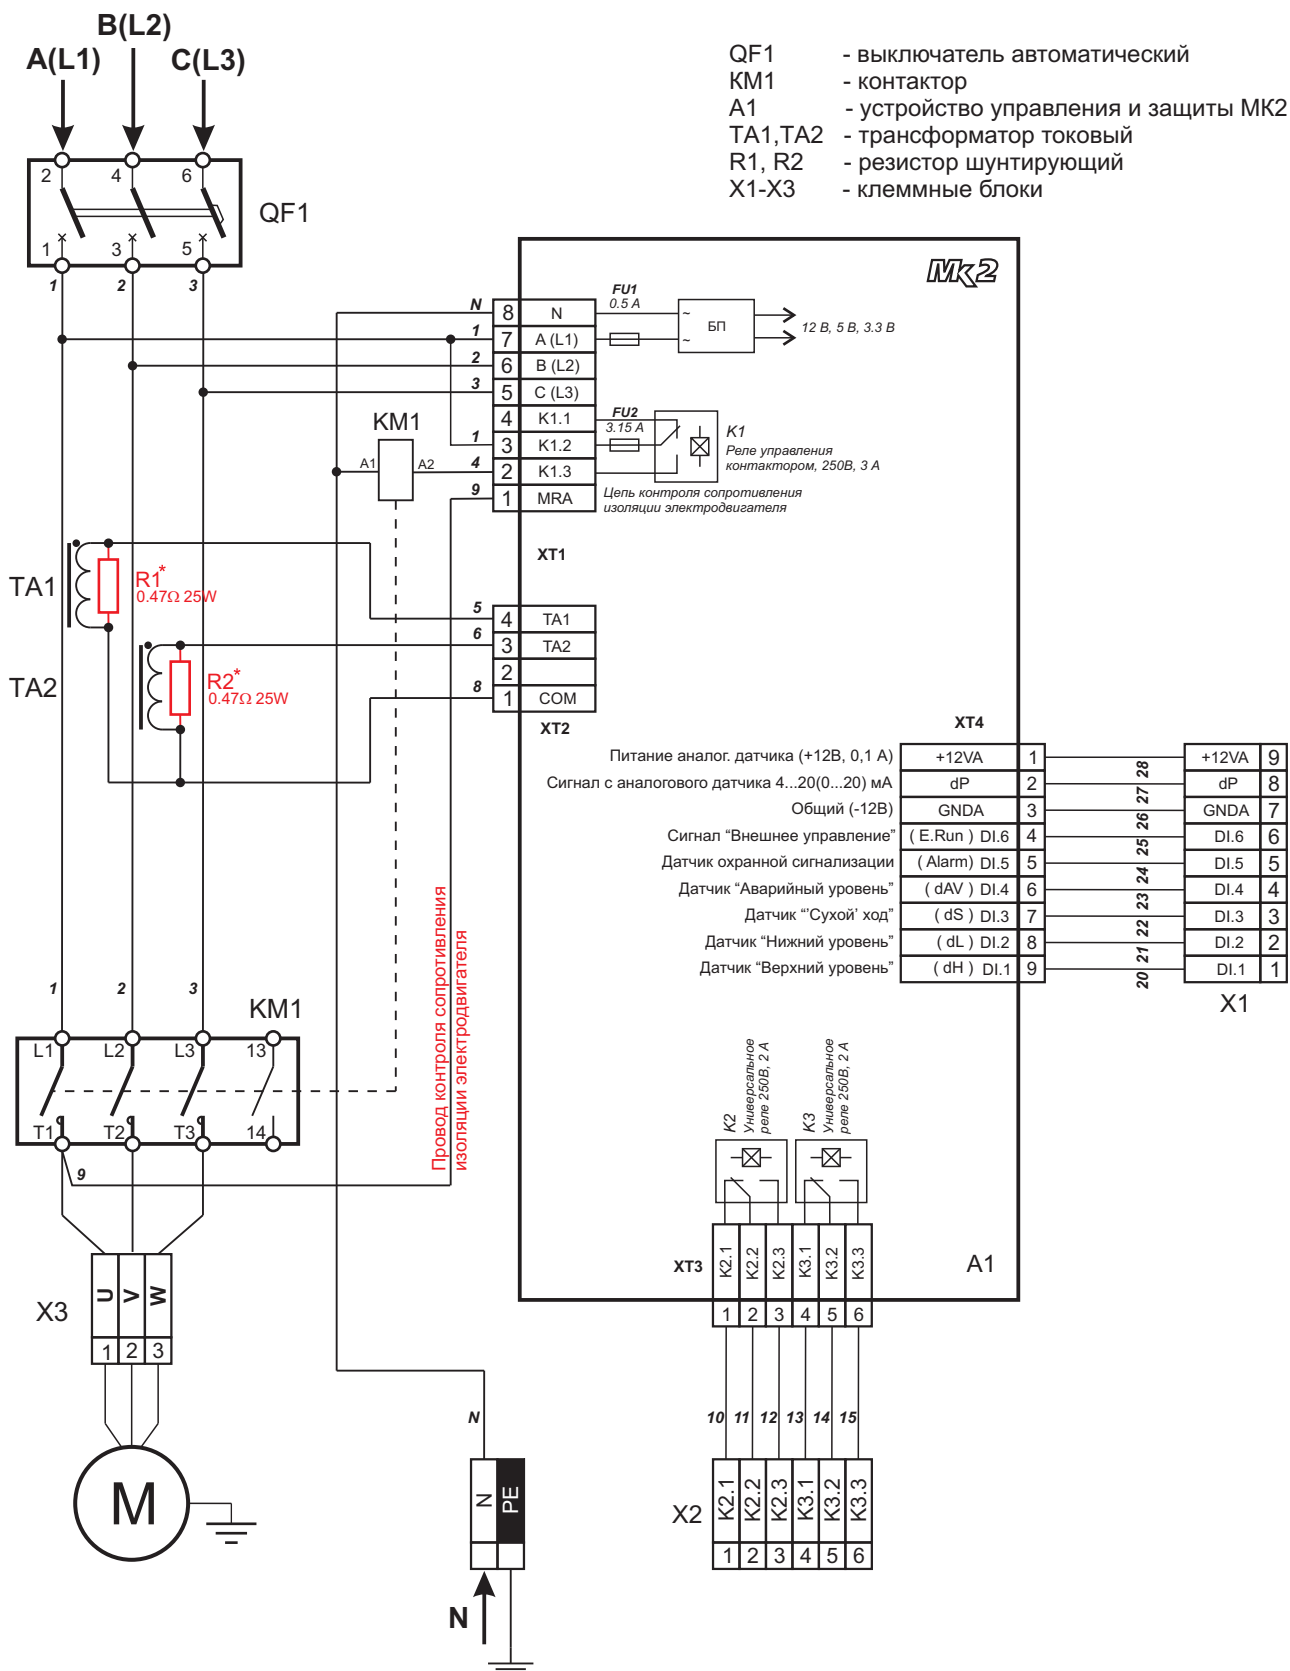 B(L2)
A(L1)
C(L3)
QF1 - выключатель автоматический
КМ1 - контактор
А1 - устройство управления и защиты МК2
ТА1,ТА2 - трансформатор токовый
R1, R2 - резистор шунтирующий
X1-X3 - клеммные блоки
2 4 6
QF1
1 3 5
1 2 3
МК2
N 8 N
FU1
0.5 А
~ БП ~
12 В, 5 В, 3.3 В
1 7 A (L1)
2 6 B (L2)
3 5 C (L3)
4 K1.1
FU2
3.15 А
1 3 K1.2
4 2 K1.3
9 1 MRA
K1
Реле управления
контактором, 250В, 3 А
Цепь контроля сопротивления
изоляции электродвигателя
КМ1
A1 A2
XT1
TA1
R1*
0.47Ω 25W
TA2
R2*
0.47Ω 25W
5 4 TA1
6 3 TA2
2
8 1 COM
XT2
XT4
Питание аналог. датчика (+12В, 0,1 А) +12VA 1 28 +12VA 9
Сигнал с аналогового датчика 4...20(0...20) мА dP 2 27 dP 8
Общий (-12В) GNDA 3 26 GNDA 7
Сигнал “Внешнее управление” ( E.Run ) DI.6 4 25 DI.6 6
Датчик охранной сигнализации ( Alarm) DI.5 5 24 DI.5 5
Датчик “Аварийный уровень” ( dAV ) DI.4 6 23 DI.4 4
Датчик “'Сухой' ход” ( dS ) DI.3 7 22 DI.3 3
Датчик “Нижний уровень” ( dL ) DI.2 8 21 DI.2 2
Датчик “Верхний уровень” ( dH ) DI.1 9 20 DI.1 1
X1
Провод контроля сопротивления
изоляции электродвигателя
1 2 3
КМ1
L1 L2 L3 13
T1 T2 T3 14
9
K2
Универсальное
реле 250В, 2 А
K3
Универсальное
реле 250В, 2 А
XT3
K2.1 K2.2 K2.3 K3.1 K3.2 K3.3
A1
1 2 3 4 5 6
X3
U V W
1 2 3
M
N
10 11 12 13 14 15
N PE
X2
K2.1 K2.2 K2.3 K3.1 K3.2 K3.3
1 2 3 4 5 6
N